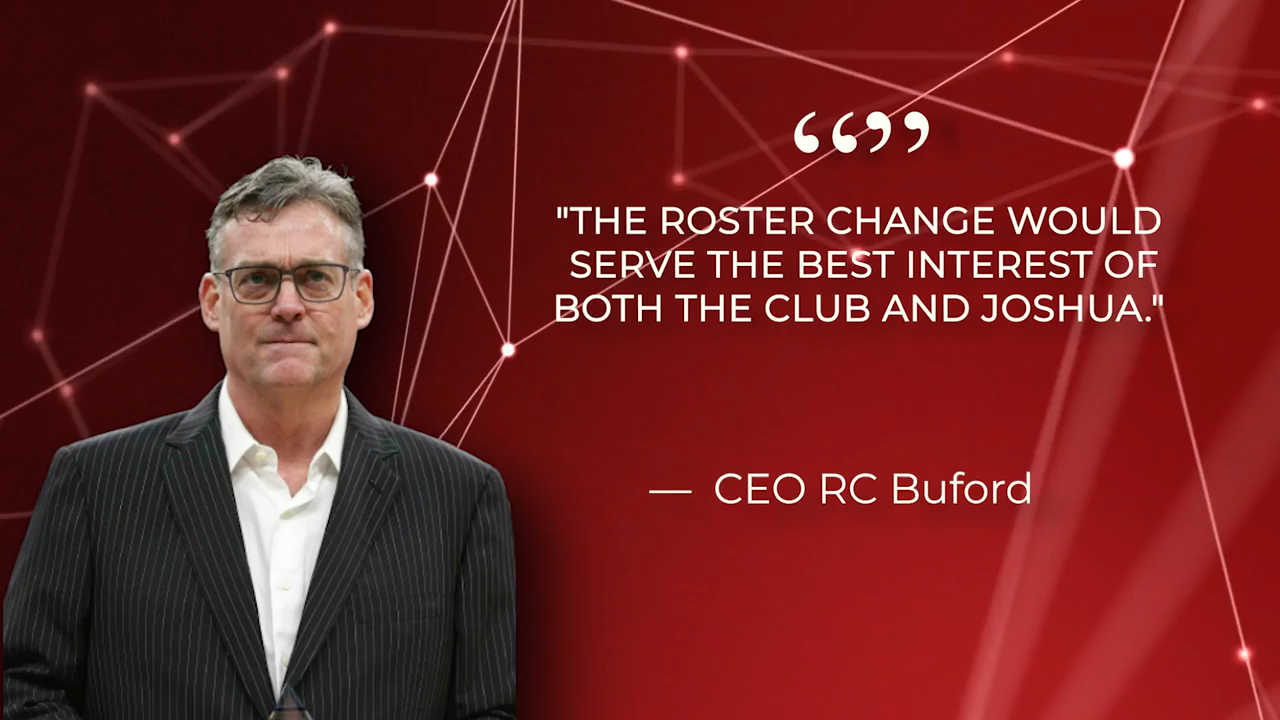 “”
"THE ROSTER CHANGE WOULD
SERVE THE BEST INTEREST OF
BOTH THE CLUB AND JOSHUA."
— CEO RC Buford